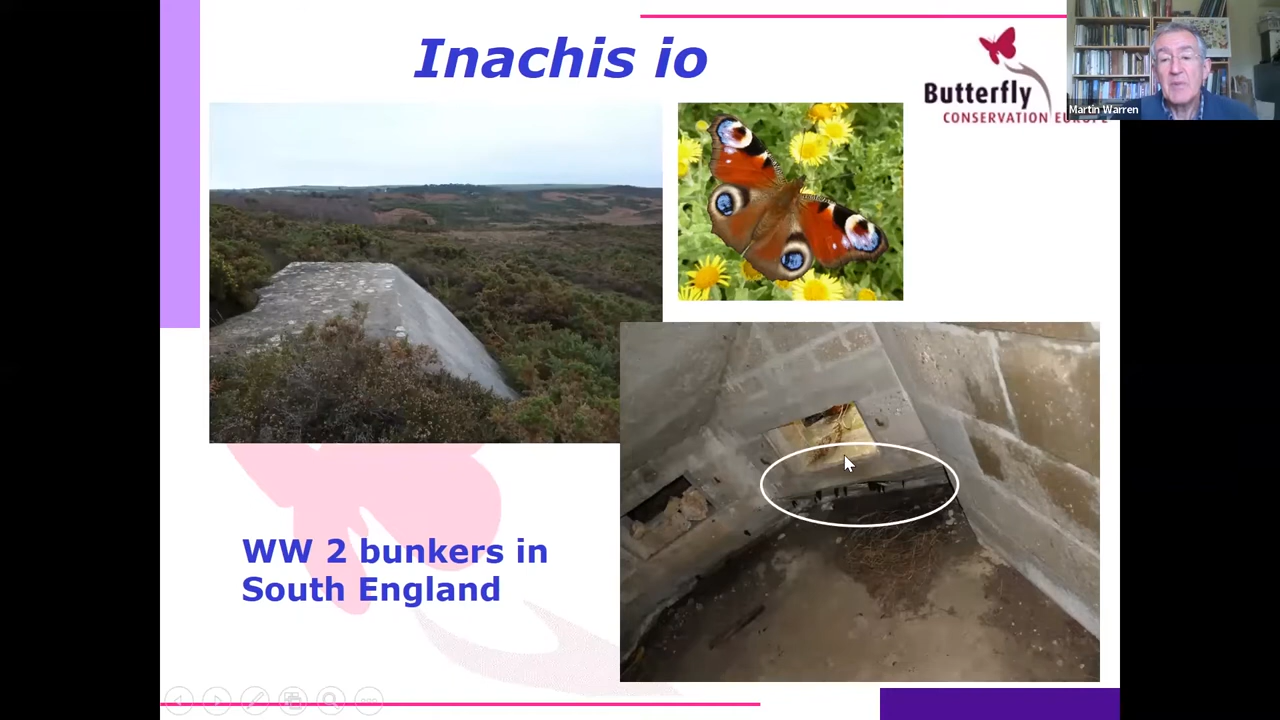 Inachis io
Butterfly
CONSERVATION EUROPE
Martin Warren
WW 2 bunkers in
South England